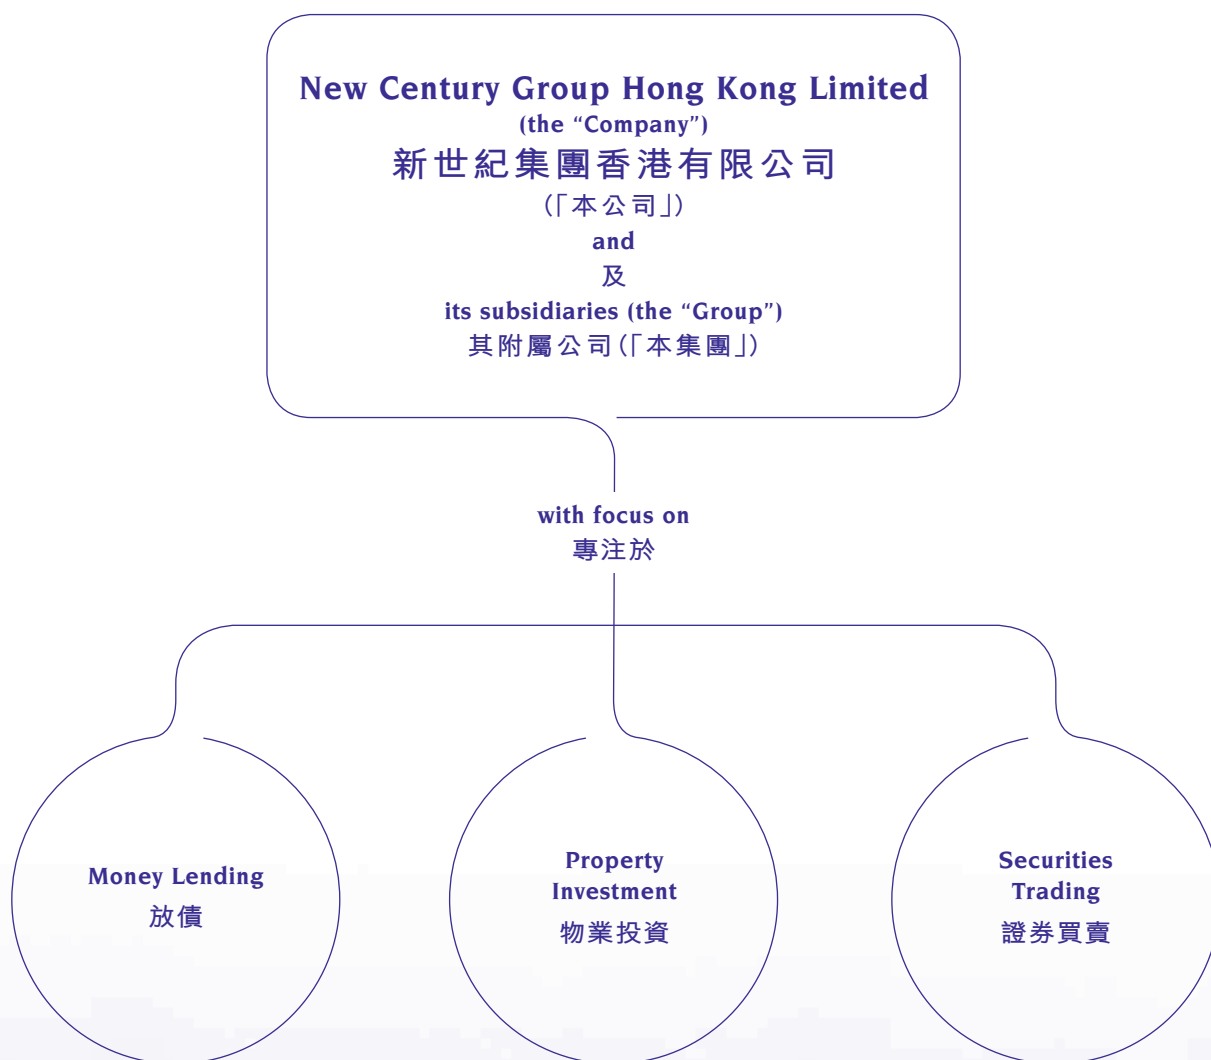 New Century Group Hong Kong Limited
(the “Company”)
新世紀集團香港有限公司
(「本公司」)
and
及
its subsidiaries (the “Group”)
其附屬公司(「本集團」)
with focus on
專注於
Money Lending
放債
Property
Investment
物業投資
Securities
Trading
證券買賣